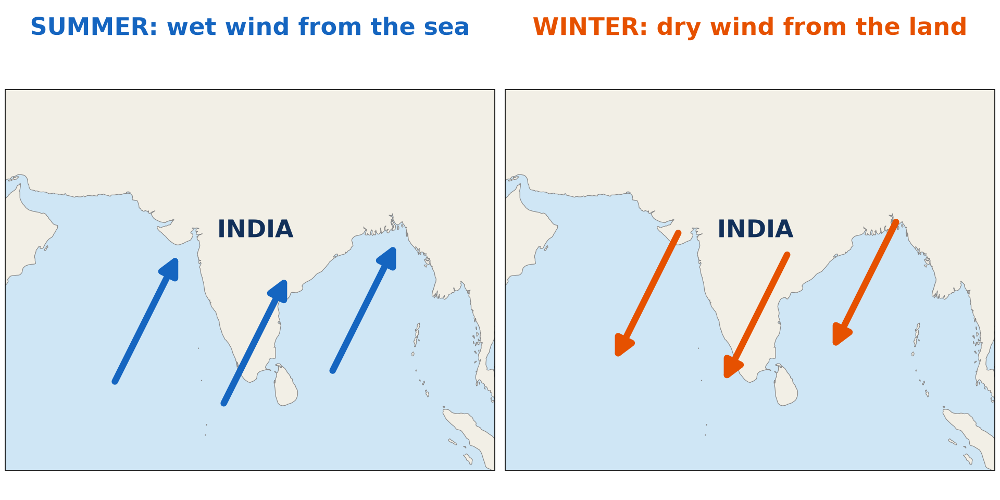 SUMMER: wet wind from the sea
WINTER: dry wind from the land
INDIA
INDIA